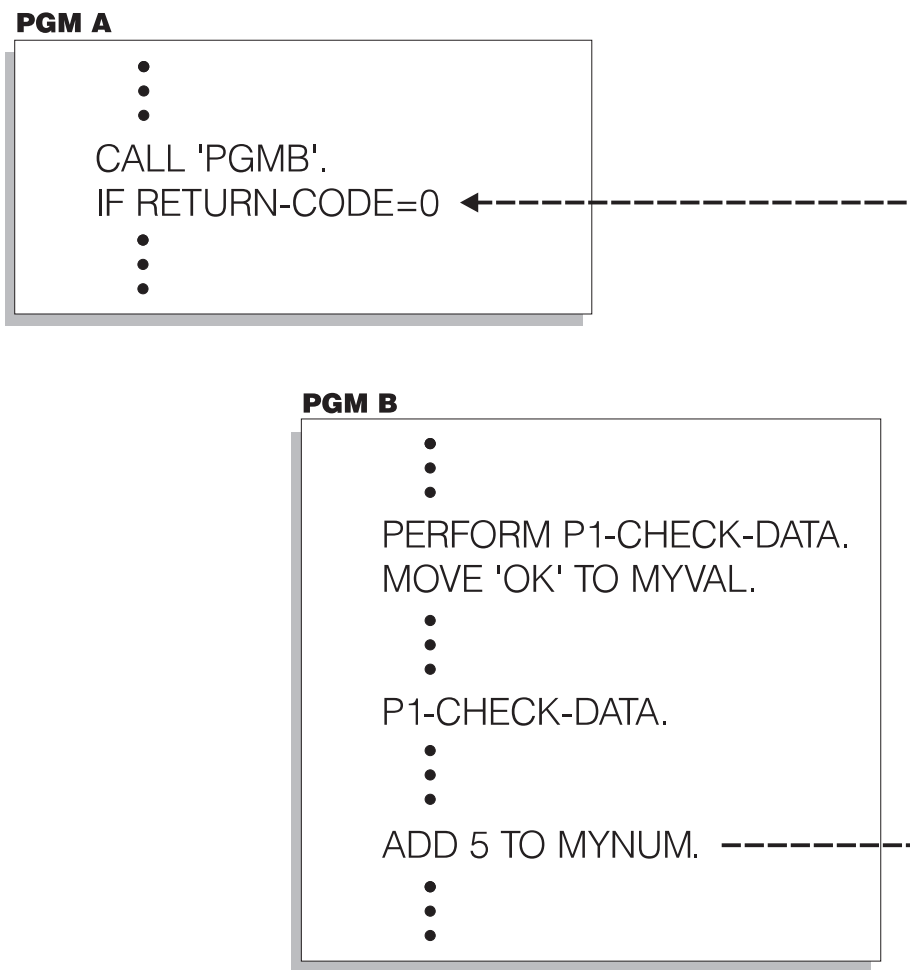 PGM A
CALL 'PGMB'.
IF RETURN-CODE=0
PGM B
PERFORM P1-CHECK-DATA.
MOVE 'OK' TO MYVAL.
P1-CHECK-DATA.
ADD 5 TO MYNUM.